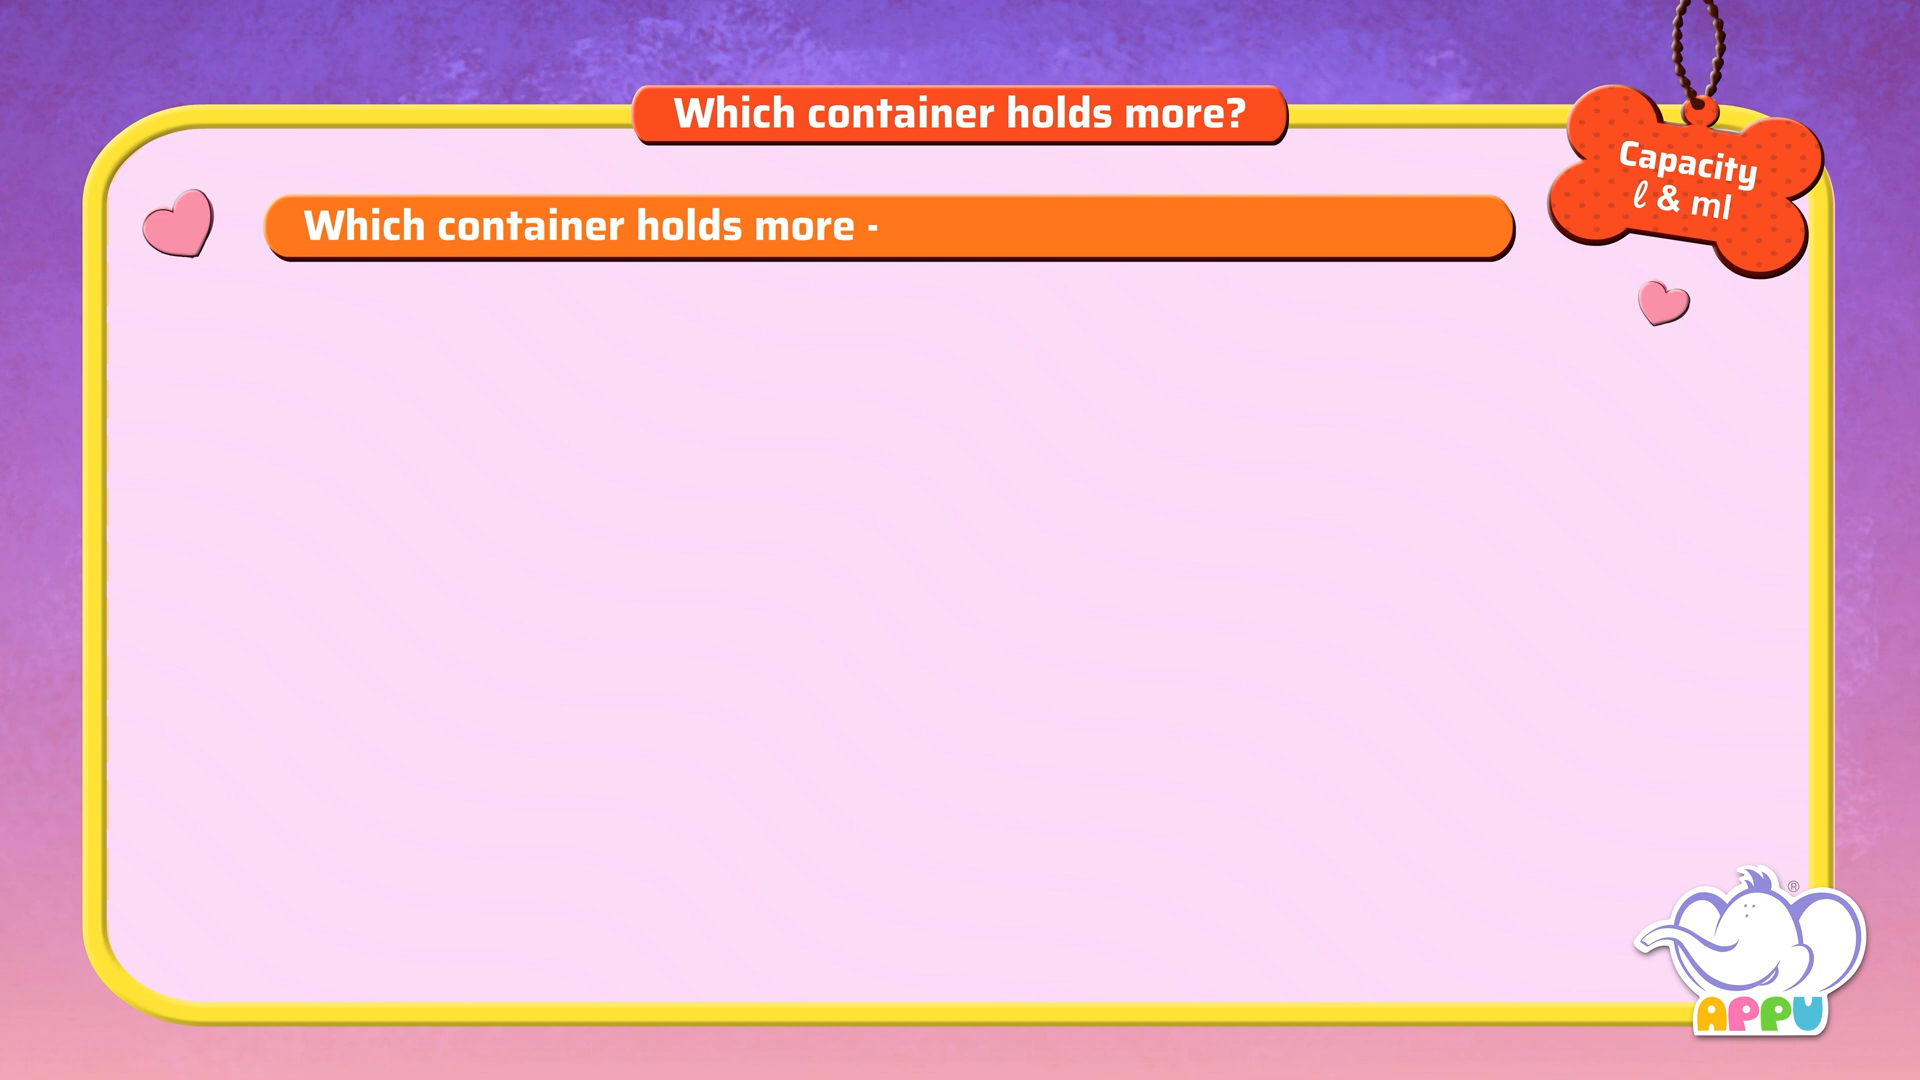 Which container holds more?
Capacity
ℓ & ml
Which container holds more -
®
APPU